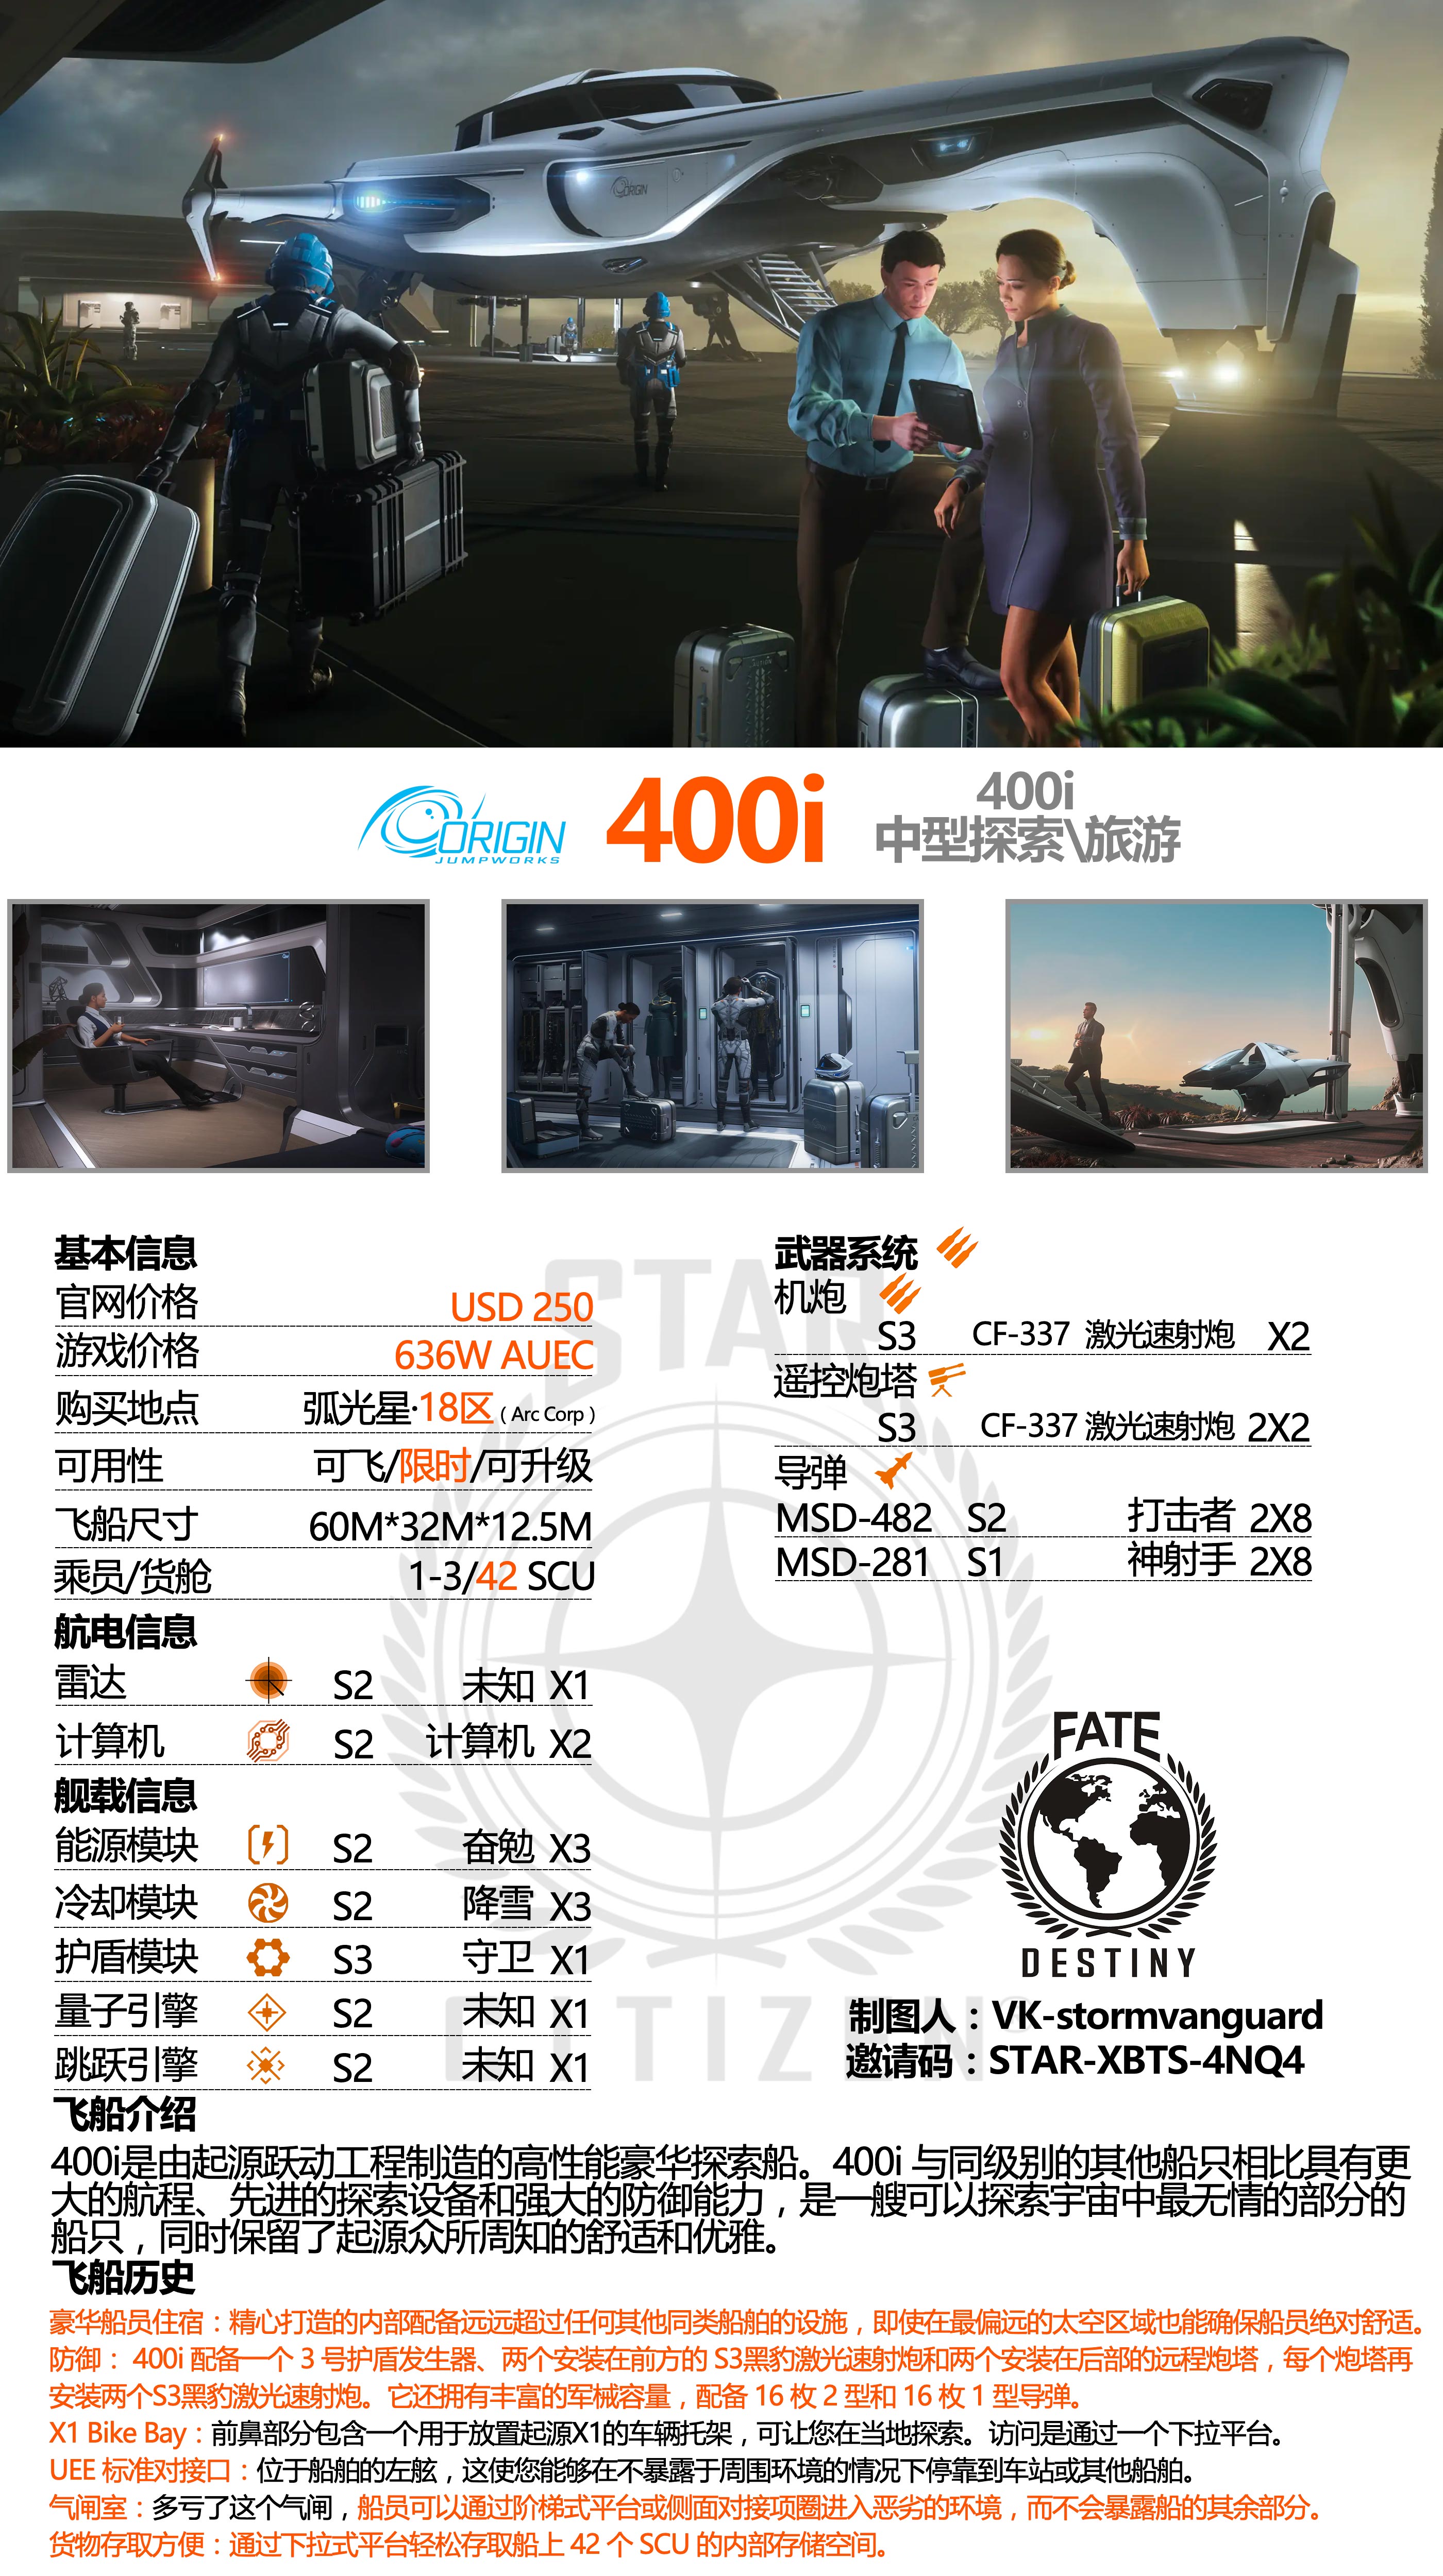 ORIGIN
ORIGIN
JUMPWORKS
400i
400i
中型探索\旅游
基本信息
官网价格 USD 250
游戏价格 636W AUEC
购买地点 弧光星·18区 ( Arc Corp )
可用性 可飞/限时/可升级
飞船尺寸 60M*32M*12.5M
乘员/货舱 1-3/42 SCU
航电信息
雷达 S2 未知 X1
计算机 S2 计算机 X2
舰载信息
能源模块 S2 奋勉 X3
冷却模块 S2 降雪 X3
护盾模块 S3 守卫 X1
量子引擎 S2 未知 X1
跳跃引擎 S2 未知 X1
武器系统
机炮
S3 CF-337 激光速射炮 X2
遥控炮塔
S3 CF-337 激光速射炮 2X2
导弹
MSD-482 S2 打击者 2X8
MSD-281 S1 神射手 2X8
STAR
CITIZEN
FATE
DESTINY
制图人：VK-stormvanguard
邀请码：STAR-XBTS-4NQ4
飞船介绍
400i是由起源跃动工程制造的高性能豪华探索船。400i 与同级别的其他船只相比具有更
大的航程、先进的探索设备和强大的防御能力，是一艘可以探索宇宙中最无情的部分的
船只，同时保留了起源众所周知的舒适和优雅。
飞船历史
豪华船员住宿：精心打造的内部配备远远超过任何其他同类船舶的设施，即使在最偏远的太空区域也能确保船员绝对舒适。
防御：400i 配备一个 3 号护盾发生器、两个安装在前方的 S3黑豹激光速射炮和两个安装在后部的远程炮塔，每个炮塔再
安装两个S3黑豹激光速射炮。它还拥有丰富的军械容量，配备 16 枚 2 型和 16 枚 1 型导弹。
X1 Bike Bay：前鼻部分包含一个用于放置起源X1的车辆托架，可让您在当地探索。访问是通过一个下拉平台。
UEE 标准对接口：位于船舶的左舷，这使您能够在不暴露于周围环境的情况下停靠到车站或其他船舶。
气闸室：多亏了这个气闸，船员可以通过阶梯式平台或侧面对接项圈进入恶劣的环境，而不会暴露船的其余部分。
货物存取方便：通过下拉式平台轻松存取船上 42 个 SCU 的内部存储空间。